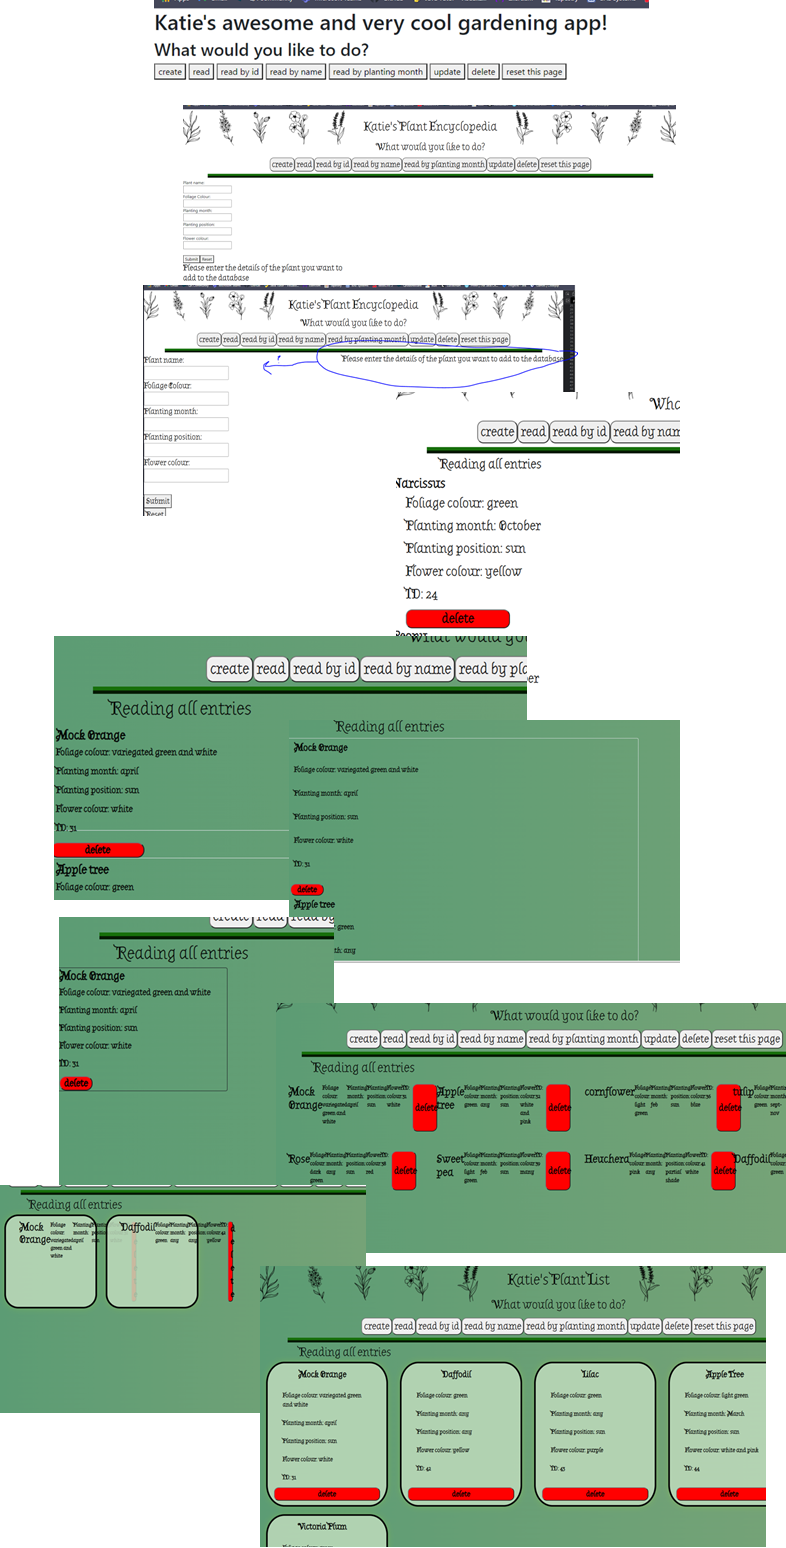 Katie's awesome and very cool gardening app!
What would you like to do?
create read read by id read by name read by planting month update delete reset this page
Katie's Plant Encyclopedia
What would you like to do?
create read read by id read by name read by planting month update delete reset this page
Plant name:
Foliage Colour:
Planting month:
Planting position:
Flower colour:
Submit Reset
Please enter the details of the plant you want to
add to the database
Katie's Plant Encyclopedia
What would you like to do?
create read read by id read by name read by planting month update delete reset this page
Please enter the details of the plant you want to add to the database
Plant name:
Foliage Colour:
Planting month:
Planting position:
Flower colour:
Submit
Reset
create read read by id
Reading all entries
Narcissus
Foliage colour: green
Planting month: October
Planting position: sun
Flower colour: yellow
ID: 24
delete
create read read by id read by name
Reading all entries
Mock Orange
Foliage colour: variegated green and white
Planting month: april
Planting position: sun
Flower colour: white
ID: 31
delete
Apple tree
Foliage colour: green
Reading all entries
Mock Orange
Foliage colour: variegated green and white
Planting month: april
Planting position: sun
Flower colour: white
ID: 31
delete
Apple tree
green
any
create read
Reading all entries
Mock Orange
Foliage colour: variegated green and white
Planting month: april
Planting position: sun
Flower colour: white
ID: 31
delete
What would you like to do?
create read read by id read by name read by planting month update delete reset this page
Reading all entries
Mock Orange
delete
Apple tree
delete
cornflower
delete
tulip
Rose
delete
Sweet pea
delete
Heuchera
delete
Daffodil
Reading all entries
Mock Orange
Daffodil
Katie's Plant List
What would you like to do?
create read read by id read by name read by planting month update delete reset this page
Reading all entries
Mock Orange
Foliage colour: variegated green
and white
Planting month: april
Planting position: sun
Flower colour: white
ID: 31
delete
Daffodil
Foliage colour: green
Planting month: any
Planting position: any
Flower colour: yellow
ID: 42
delete
Lilac
Foliage colour: green
Planting month: any
Planting position: sun
Flower colour: purple
ID: 43
delete
Apple Tree
Foliage colour: light green
Planting month: March
Planting position: sun
Flower colour: white and pink
ID: 44
delete
Victoria Plum